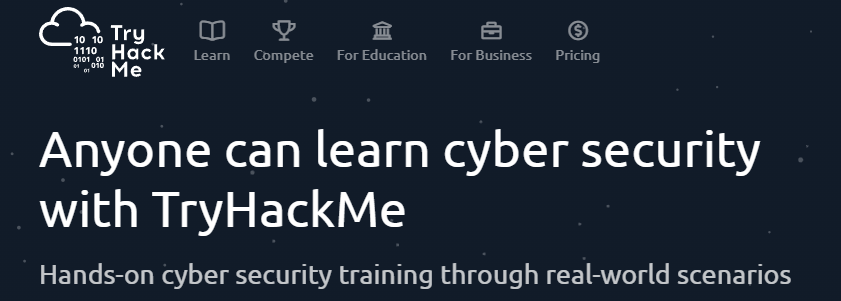 Try
Hack
Me
10 10
1110
0101 01
01 010
01
Learn
Compete
For Education
For Business
Pricing
Anyone can learn cyber security
with TryHackMe
Hands-on cyber security training through real-world scenarios